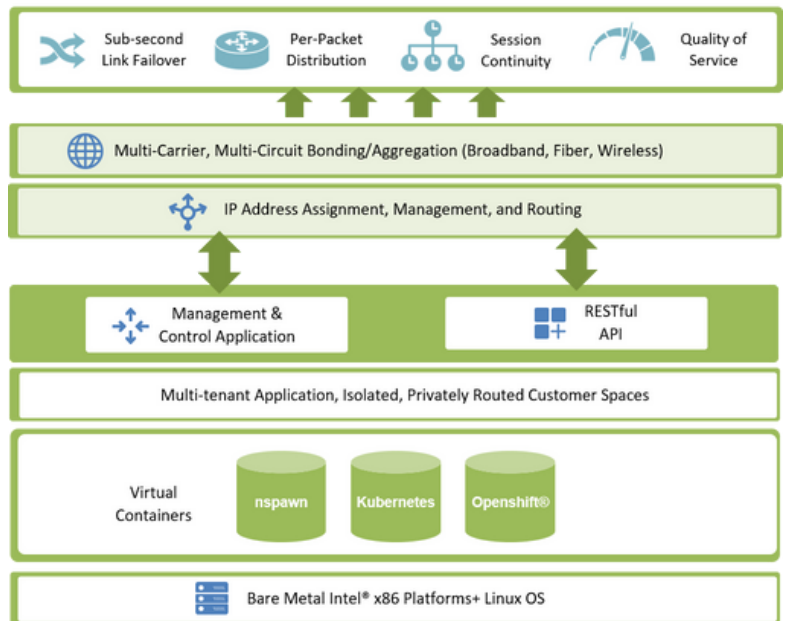 Sub-second
Link Failover
Per-Packet
Distribution
Session
Continuity
Quality of
Service
Multi-Carrier, Multi-Circuit Bonding/Aggregation (Broadband, Fiber, Wireless)
IP Address Assignment, Management, and Routing
Management &
Control Application
RESTful
API
Multi-tenant Application, Isolated, Privately Routed Customer Spaces
Virtual
Containers
nspawn
Kubernetes
Openshift®
Bare Metal Intel® x86 Platforms+ Linux OS